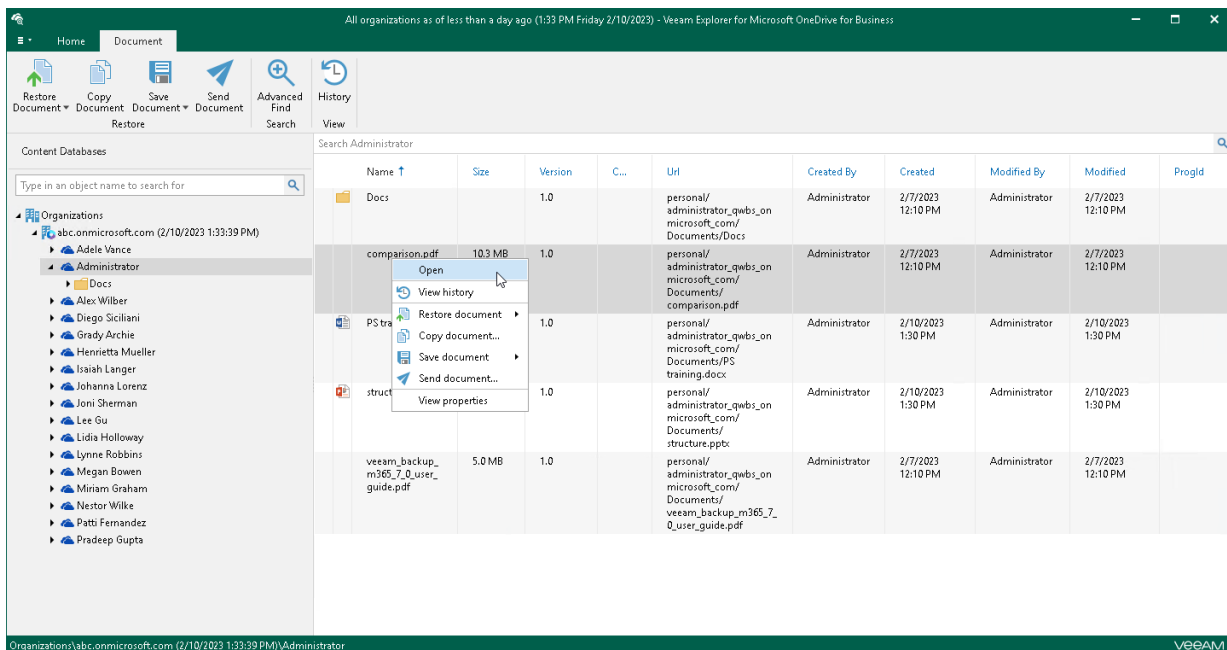 All organizations as of less than a day ago (1:33 PM Friday 2/10/2023) – Veeam Explorer for Microsoft OneDrive for Business
Home Document
Restore Document
Copy Document
Save Document
Send Document
Advanced Find
History
Restore Search View
Content Databases
Type in an object name to search for
Organizations
abc.onmicrosoft.com (2/10/2023 1:33:39 PM)
Adele Vance
Administrator
Docs
Alex Wilber
Diego Siciliani
Grady Archie
Henrietta Mueller
Isaiah Langer
Johanna Lorenz
Joni Sherman
Lee Gu
Lidia Holloway
Lynne Robbins
Megan Bowen
Miriam Graham
Nestor Wilke
Patti Fernandez
Pradeep Gupta
Search Administrator
Name Size Version C... Url Created By Created Modified By Modified ProgId
Docs 1.0 personal/ Administrator 2/7/2023 Administrator 2/7/2023
administrator_qwbs_on 12:10 PM 12:10 PM
microsoft_com/
Documents/Docs
comparison.pdf 10.3 MB 1.0 personal/ Administrator 2/7/2023 Administrator 2/7/2023
administrator_qwbs_on 12:10 PM 12:10 PM
microsoft_com/
Documents/
comparison.pdf
Open
View history
Restore document
Copy document...
Save document
Send document...
View properties
PS tra 1.0 personal/ Administrator 2/10/2023 Administrator 2/10/2023
administrator_qwbs_on 1:30 PM 1:30 PM
microsoft_com/
Documents/PS
training.docx
struct 1.0 personal/ Administrator 2/10/2023 Administrator 2/10/2023
administrator_qwbs_on 1:30 PM 1:30 PM
microsoft_com/
Documents/
structure.pptx
veeam_backup_ 5.0 MB 1.0 personal/ Administrator 2/7/2023 Administrator 2/7/2023
m365_7_0_user_ administrator_qwbs_on 12:10 PM 12:10 PM
guide.pdf microsoft_com/
Documents/
veeam_backup_m365_7_
0_user_guide.pdf
Organizations\abc.onmicrosoft.com (2/10/2023 1:33:39 PM)\Administrator
veeAM